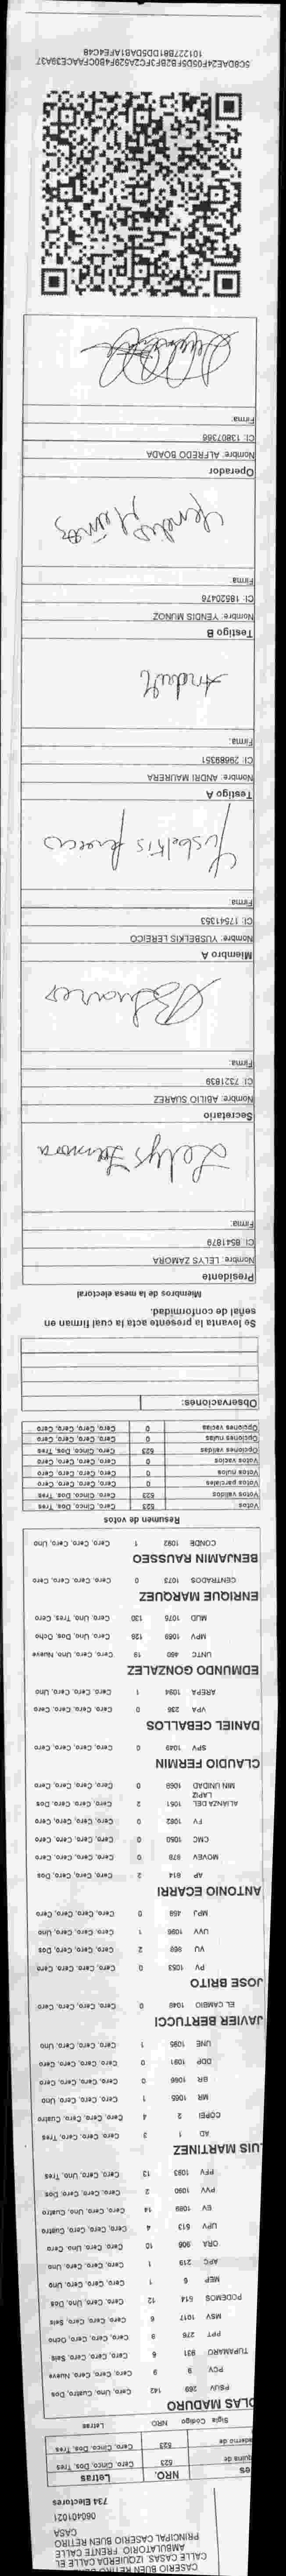 CASERIO BUEN RETIRO
CALLE CASAS. IZQUIERDA CALLE EL
AMBULATORIO. FRENTE CALLE
PRINCIPAL CASERIO BUEN RETIRO
CASA
060401021
734 Electores
es NRO. Letras
quina de 523 Cero, Cinco, Dos, Tres
aderno de 523 Cero, Cinco, Dos, Tres
Sigla Código NRO. Letras
OLAS MADURO
PSUV 269 142 Cero, Uno, Cuatro, Dos
PCV 9 9 Cero, Cero, Cero, Nueve
TUPAMARO 931 6 Cero, Cero, Cero, Seis
PPT 276 8 Cero, Cero, Cero, Ocho
MSV 1017 6 Cero, Cero, Cero, Seis
PODEMOS 514 12 Cero, Cero, Uno, Dos
MEP 6 1 Cero, Cero, Cero, Uno
APC 219 1 Cero, Cero, Cero, Uno
ORA 906 10 Cero, Cero, Uno, Cero
UPV 613 4 Cero, Cero, Cero, Cuatro
EV 1089 14 Cero, Cero, Uno, Cuatro
PVV 1090 2 Cero, Cero, Cero, Dos
PFV 1093 13 Cero, Cero, Uno, Tres
LUIS MARTINEZ
AD 1 3 Cero, Cero, Cero, Tres
COPEI 2 4 Cero, Cero, Cero, Cuatro
MR 1065 1 Cero, Cero, Cero, Uno
BR 1066 0 Cero, Cero, Cero, Cero
DDP 1091 0 Cero, Cero, Cero, Cero
UNE 1095 1 Cero, Cero, Cero, Uno
JAVIER BERTUCCI
EL CAMBIO 1048 0 Cero, Cero, Cero, Cero
JOSE BRITO
PV 1053 0 Cero, Cero, Cero, Cero
VU 868 2 Cero, Cero, Cero, Dos
UVV 1096 1 Cero, Cero, Cero, Uno
MPJ 459 0 Cero, Cero, Cero, Cero
ANTONIO ECARRI
AP 614 2 Cero, Cero, Cero, Dos
MOVEV 978 0 Cero, Cero, Cero, Cero
CMC 1050 0 Cero, Cero, Cero, Cero
FV 1062 0 Cero, Cero, Cero, Cero
ALIANZA DEL LAPIZ 1051 2 Cero, Cero, Cero, Dos
MIN UNIDAD 1069 0 Cero, Cero, Cero, Cero
CLAUDIO FERMIN
SPV 1049 0 Cero, Cero, Cero, Cero
DANIEL CEBALLOS
VPA 236 0 Cero, Cero, Cero, Cero
AREPA 1094 1 Cero, Cero, Cero, Uno
EDMUNDO GONZALEZ
UNTC 460 19 Cero, Cero, Uno, Nueve
MPV 1059 128 Cero, Uno, Dos, Ocho
MUD 1075 130 Cero, Uno, Tres, Cero
ENRIQUE MARQUEZ
CENTRADOS 1073 0 Cero, Cero, Cero, Cero
BENJAMIN RAUSSEO
CONDE 1092 1 Cero, Cero, Cero, Uno
Resumen de votos
Votos 523 Cero, Cinco, Dos, Tres
Votos validos 523 Cero, Cinco, Dos, Tres
Votos parciales 0 Cero, Cero, Cero, Cero
Votos nulos 0 Cero, Cero, Cero, Cero
Votos vacios 0 Cero, Cero, Cero, Cero
Opciones validas 523 Cero, Cinco, Dos, Tres
Opciones nulas 0 Cero, Cero, Cero, Cero
Opciones vacias 0 Cero, Cero, Cero, Cero
Observaciones:
Se levanta la presente acta la cual firman en
señal de conformidad.
Miembros de la mesa electoral
Presidente
Nombre: LELYS ZAMORA
CI: 8541879
Firma:
Lelys Zamora
Secretario
Nombre: ABILIO SUAREZ
CI: 7321839
Firma:
ASuarez
Miembro A
Nombre: YUSBELKIS LEREICO
CI: 17541353
Firma:
Yusbelkis Lereico
Testigo A
Nombre: ANDRI MAURERA
CI: 29689351
Firma:
Testigo B
Nombre: YENDIS MUÑOZ
CI: 18520476
Firma
Yendis Muñoz
Operador
Nombre: ALFREDO BOADA
CI: 13807366
Firma:
5C8DAE24F05D5FB2BF3FC2A529F4B0CFAACE39A37
101227B81DD5DAB1AFE4C48